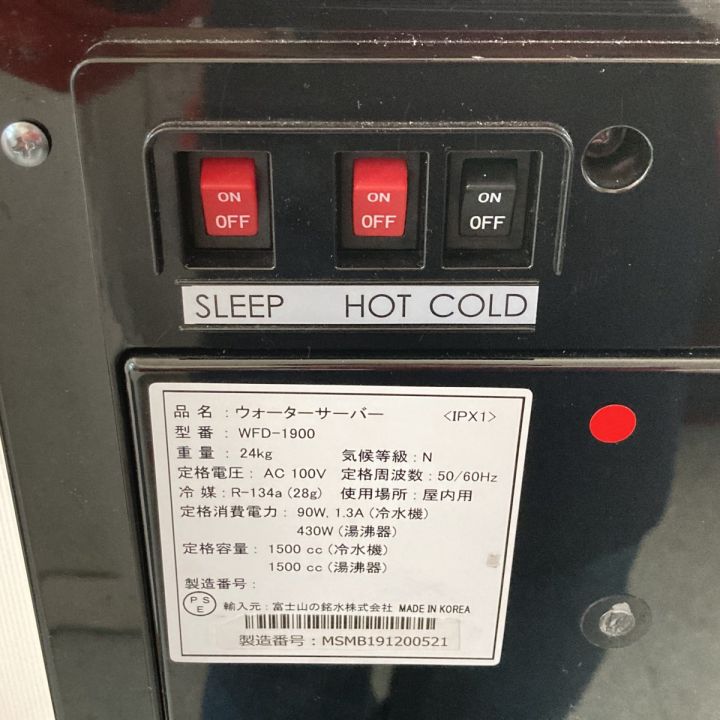 ON ON ON
OFF OFF OFF
SLEEP HOT COLD
品名：ウォーターサーバー <IPX1>
型番：WFD-1900
重量：24kg 気候等級：N
定格電圧：AC 100V 定格周波数：50/60Hz
冷媒：R-134a (28g) 使用場所：屋内用
定格消費電力：90W, 1.3A (冷水機)
430W (湯沸器)
定格容量：1500 cc (冷水機)
1500 cc (湯沸器)
製造番号：
PSE 輸入元：富士山の銘水株式会社 MADE IN KOREA
製造番号：MSMB191200521